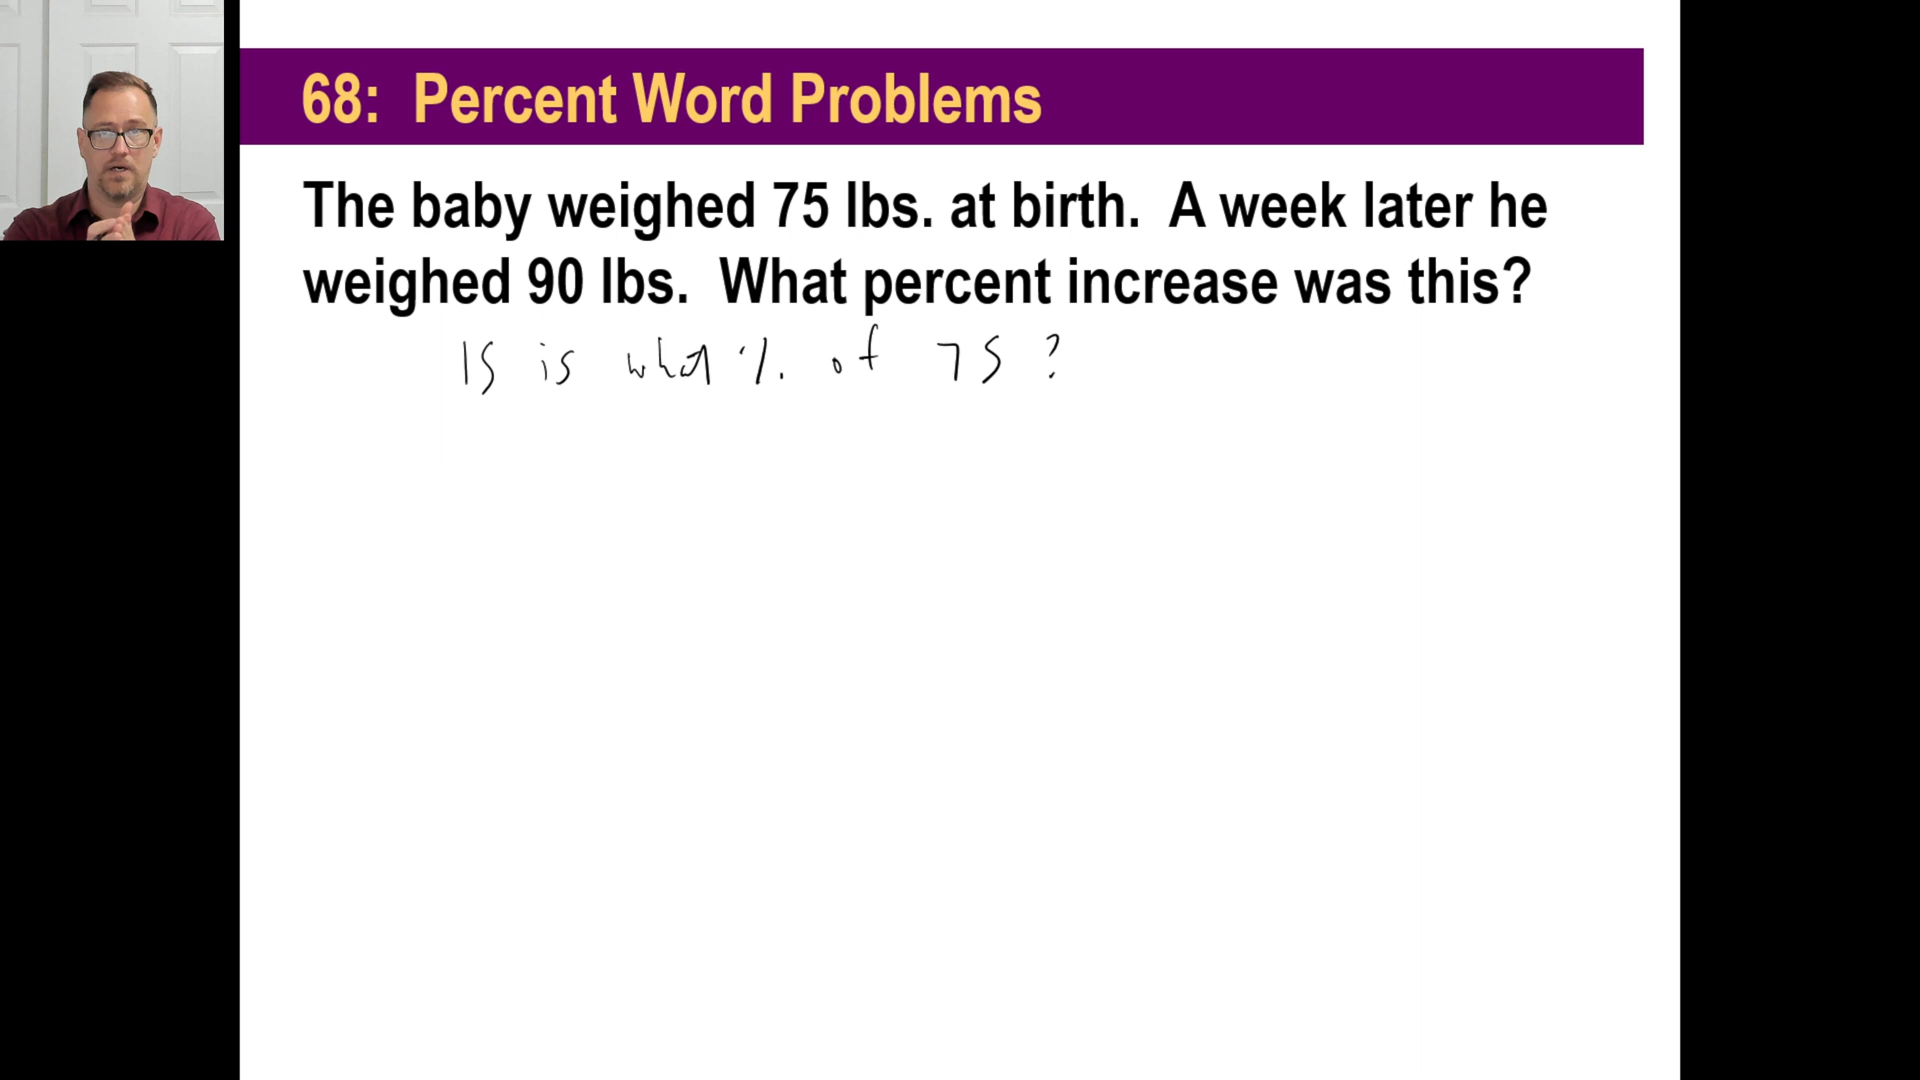 68: Percent Word Problems
The baby weighed 75 lbs. at birth. A week later he
weighed 90 lbs. What percent increase was this?
15 is what % of 75 ?